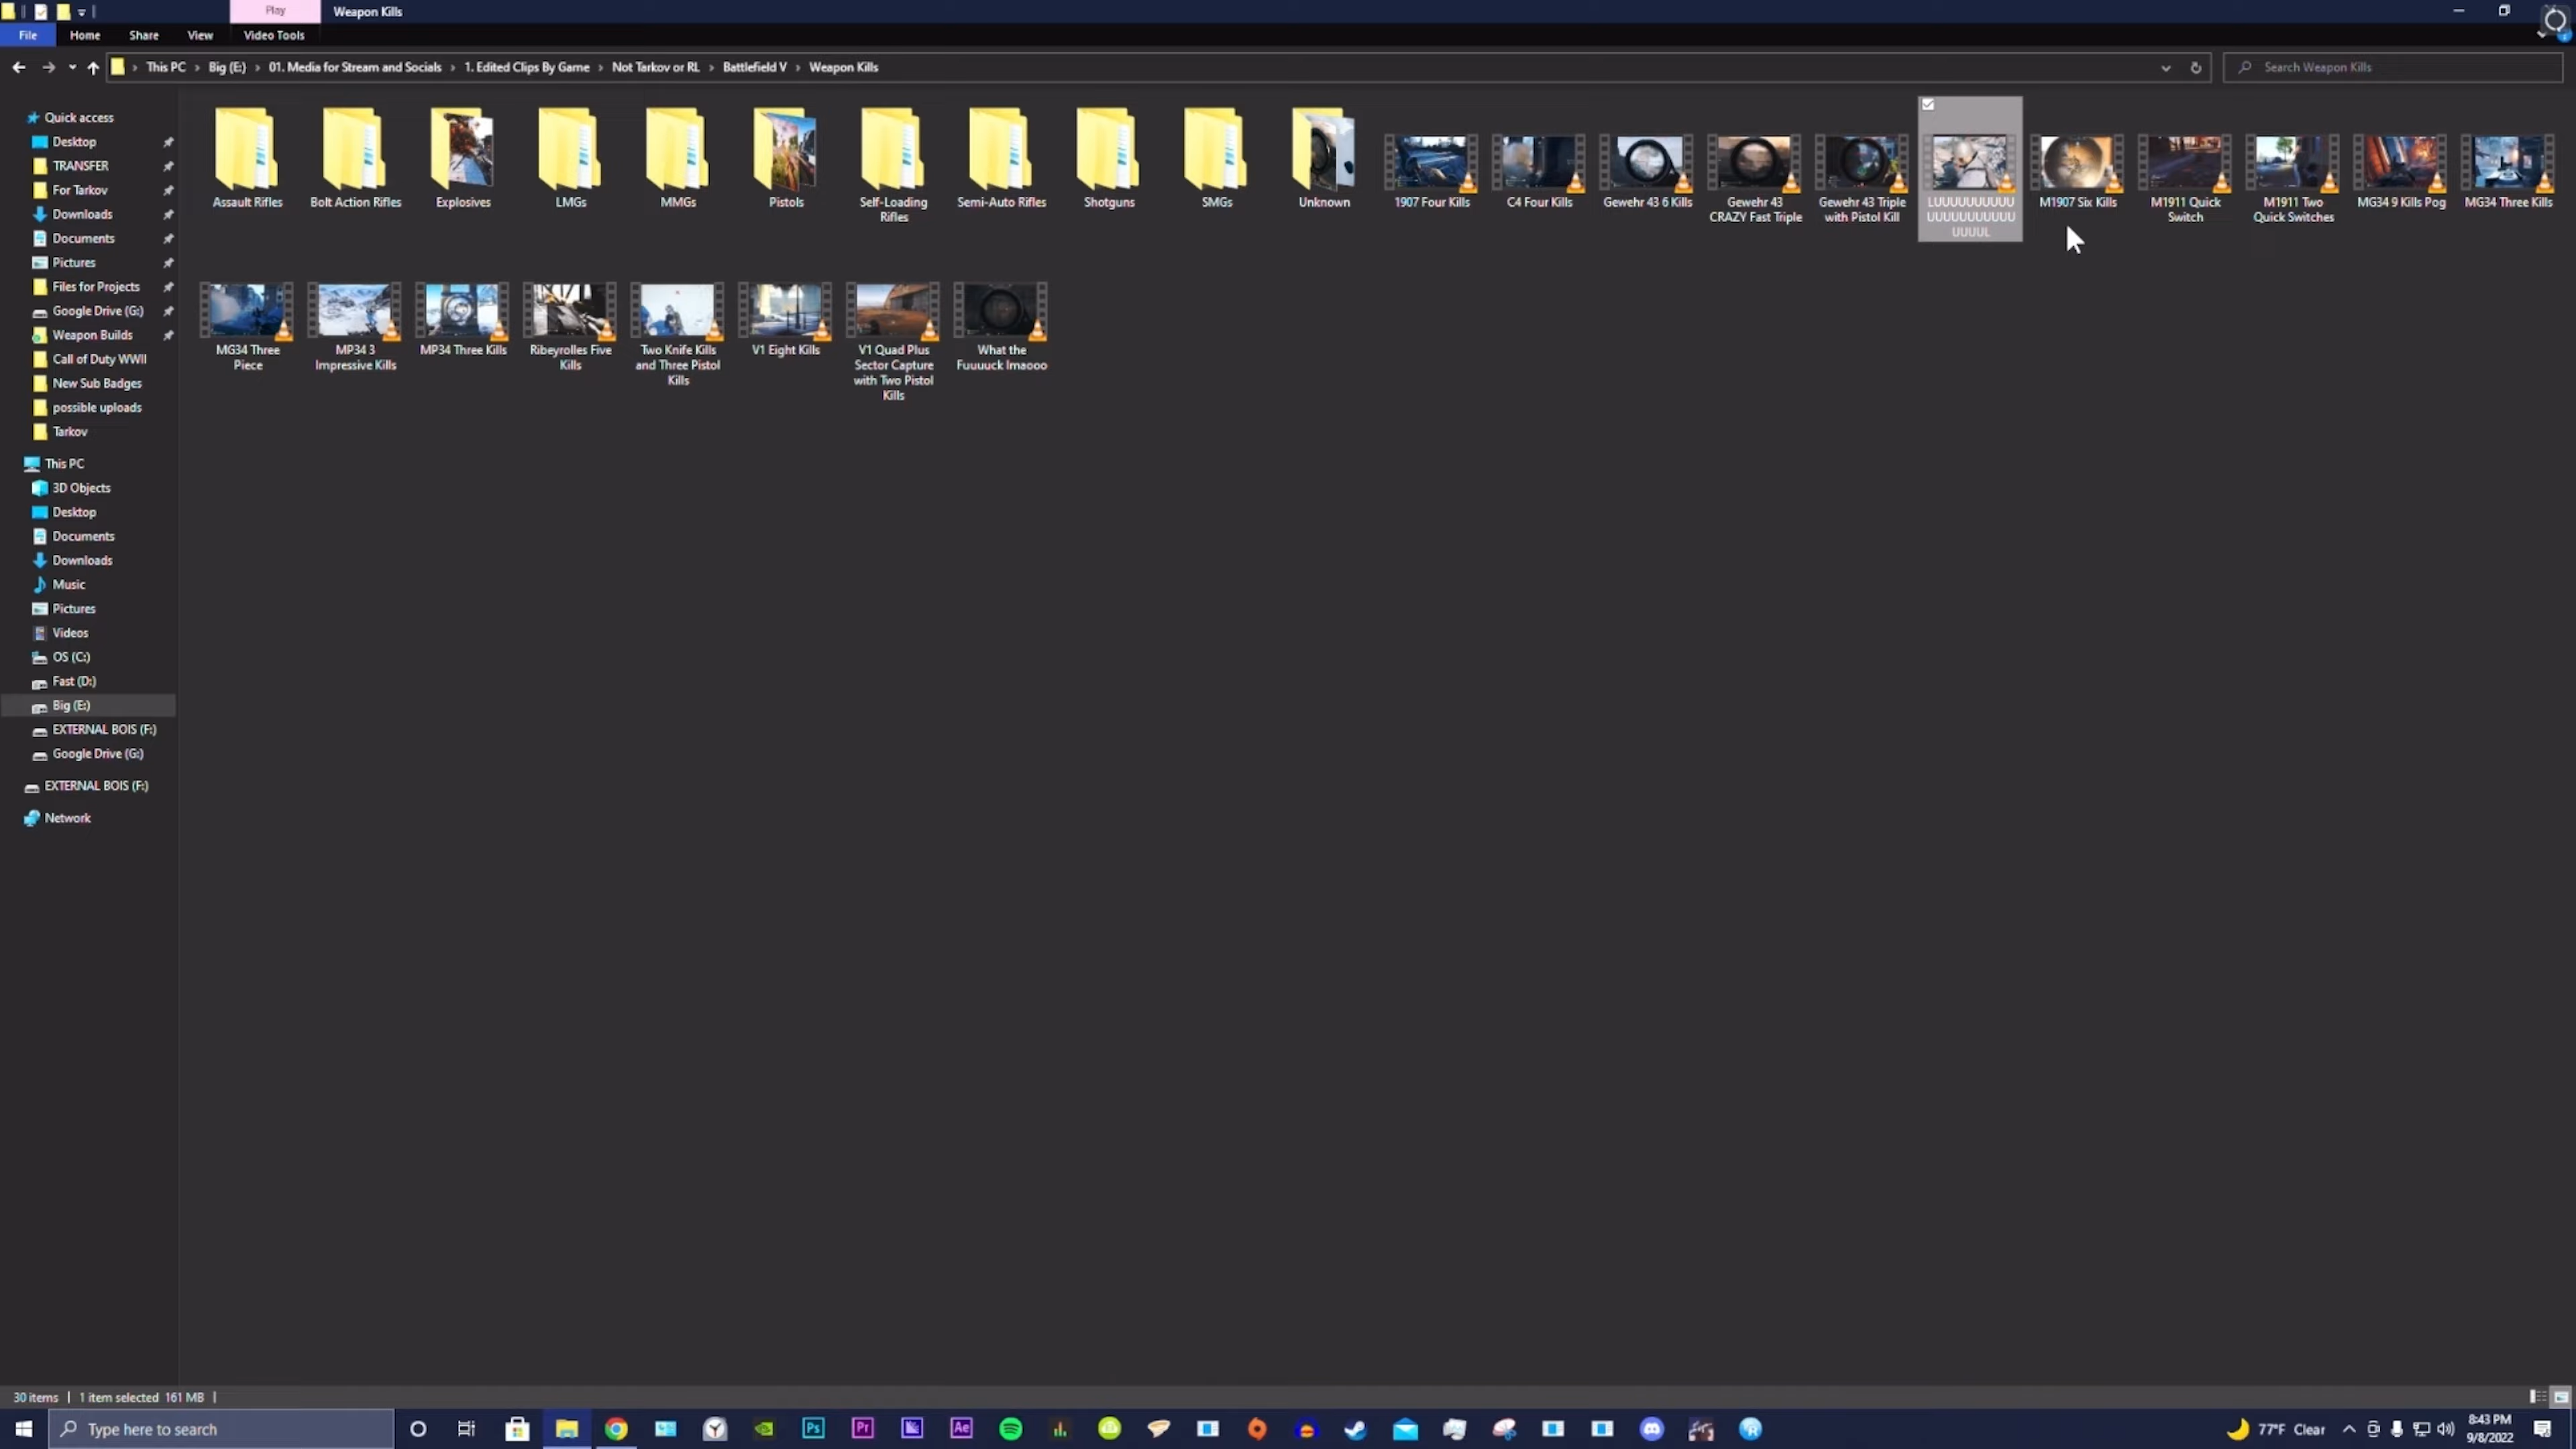 Play
Weapon Kills
File
Home
Share
View
Video Tools
This PC
Big (E:)
01. Media for Stream and Socials
1. Edited Clips By Game
Not Tarkov or RL
Battlefield V
Weapon Kills
Search Weapon Kills
Quick access
Desktop
TRANSFER
For Tarkov
Downloads
Documents
Pictures
Files for Projects
Google Drive (G:)
Weapon Builds
Call of Duty WWII
New Sub Badges
possible uploads
Tarkov
This PC
3D Objects
Desktop
Documents
Downloads
Music
Pictures
Videos
OS (C:)
Fast (D:)
Big (E:)
EXTERNAL BOIS (F:)
Google Drive (G:)
EXTERNAL BOIS (F:)
Network
Assault Rifles
Bolt Action Rifles
Explosives
LMGs
MMGs
Pistols
Self-Loading
Rifles
Semi-Auto Rifles
Shotguns
SMGs
Unknown
1907 Four Kills
C4 Four Kills
Gewehr 43 6 Kills
Gewehr 43
CRAZY Fast Triple
Gewehr 43 Triple
with Pistol Kill
LUUUUUUUUUU
UUUUUUUUUUU
UUUUL
M1907 Six Kills
M1911 Quick
Switch
M1911 Two
Quick Switches
MG34 9 Kills Pog
MG34 Three Kills
MG34 Three
Piece
MP34 3
Impressive Kills
MP34 Three Kills
Ribeyrolles Five
Kills
Two Knife Kills
and Three Pistol
Kills
V1 Eight Kills
V1 Quad Plus
Sector Capture
with Two Pistol
Kills
What the
Fuuuuck lmaooo
30 items
1 item selected 161 MB
Type here to search
Ps
Pr
Ae
77°F Clear
8:43 PM
9/8/2022